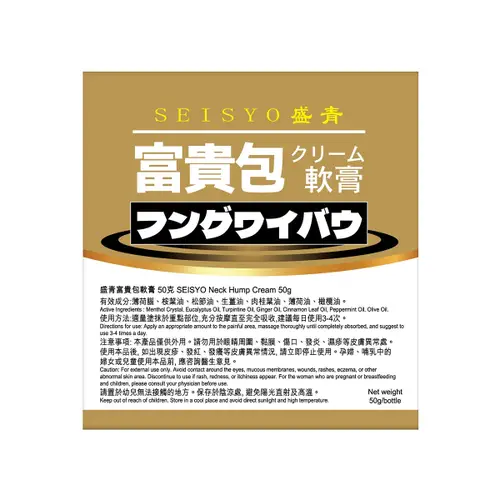 SEISYO 盛青
富貴包
クリーム
軟膏
フングワイバウ
盛青富貴包軟膏 50克 SEISYO Neck Hump Cream 50g
有效成分:薄荷腦、桉葉油、松節油、生薑油、肉桂葉油、薄荷油、橄欖油。
Active Ingredients : Menthol Crystal, Eucalyptus Oil, Turpintine Oil, Ginger Oil, Cinnamon Leaf Oil, Peppermint Oil, Olive Oil.
使用方法:適量塗抹於重點部位,充分按摩直至完全吸收,建議每日使用3-4次。
Directions for use: Apply an appropriate amount to the painful area, massage thoroughly until completely absorbed, and suggest to
use 3-4 times a day.
注意事項: 本產品僅供外用。請勿用於眼睛周圍、黏膜、傷口、發炎、濕疹等皮膚異常處。
使用本品後, 如出現皮疹、發紅、發癢等皮膚異常情況, 請立即停止使用。孕婦、哺乳中的
婦女或兒童使用本品前, 應咨詢醫生意見。
Caution: For external use only. Avoid contact around the eyes, mucous membranes, wounds, rashes, eczema, or other
abnormal skin area. Discontinue to use if rash, redness, or itchiness appears. For the woman who are pregnant or breastfeeding
and children, please consult your physician before use.
請置於幼兒無法接觸的地方。保存於陰涼處, 避免陽光直射及高溫。
Keep out of reach of children. Store in a cool place and avoid direct sunlight and high temperature.
Net weight
50g/bottle